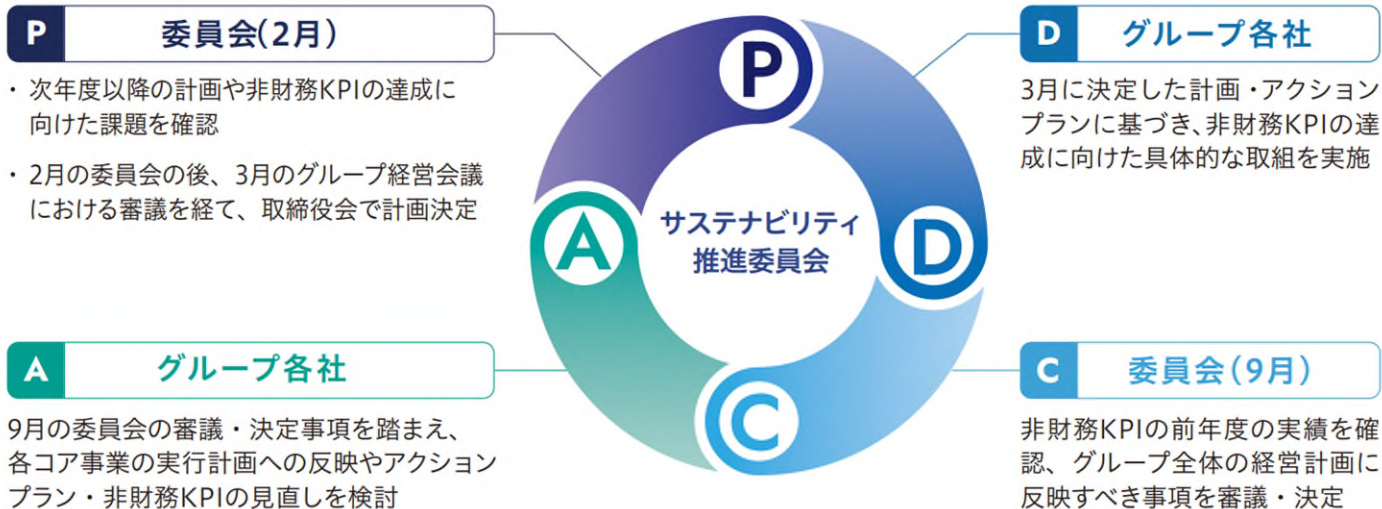 P 委員会(2月)
・ 次年度以降の計画や非財務KPIの達成に
向けた課題を確認
・ 2月の委員会の後、3月のグループ経営会議
における審議を経て、取締役会で計画決定
D グループ各社
3月に決定した計画・アクション
プランに基づき、非財務KPIの達
成に向けた具体的な取組を実施
P
A
サステナビリティ
推進委員会
D
C
A グループ各社
9月の委員会の審議・決定事項を踏まえ、
各コア事業の実行計画への反映やアクション
プラン・非財務KPIの見直しを検討
C 委員会(9月)
非財務KPIの前年度の実績を確
認、グループ全体の経営計画に
反映すべき事項を審議・決定